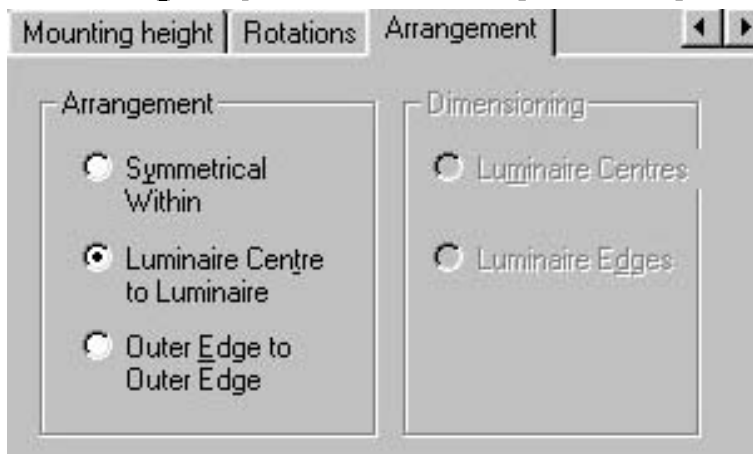 Mounting height Rotations Arrangement
Arrangement
Symmetrical
Within
Luminaire Centre
to Luminaire
Outer Edge to
Outer Edge
Dimensioning
Luminaire Centres
Luminaire Edges